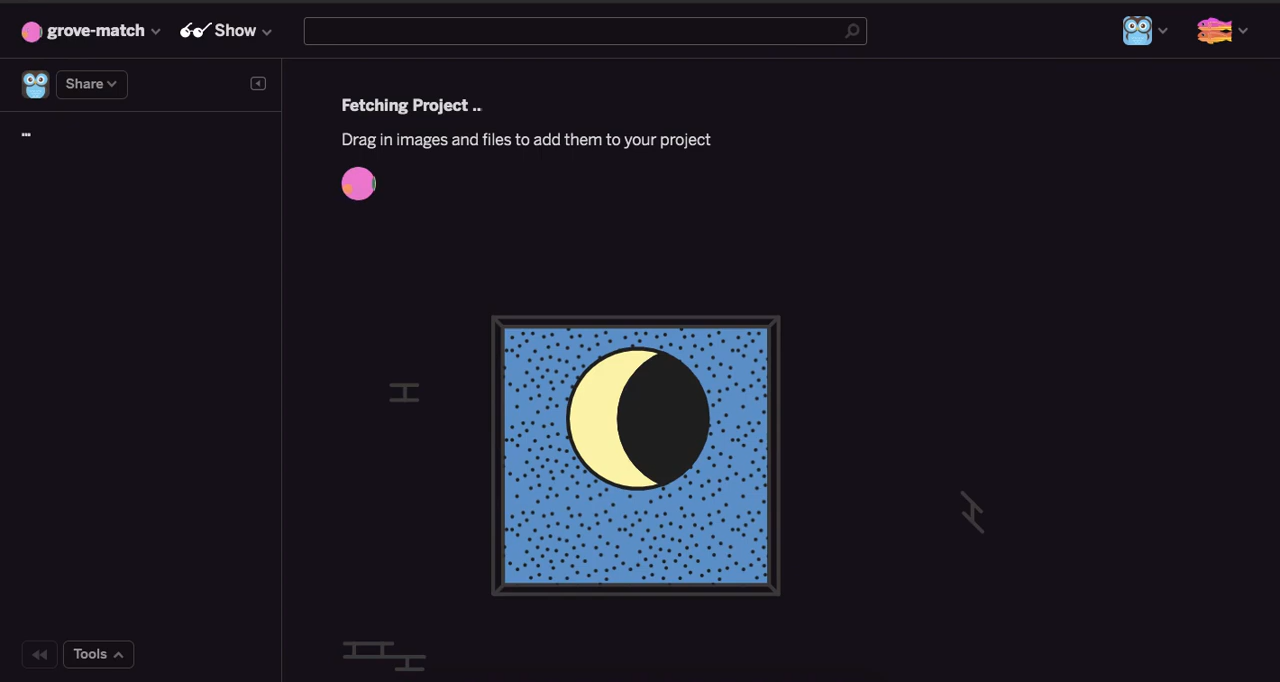 grove-match
Show
Share
...
Fetching Project ..
Drag in images and files to add them to your project
Tools